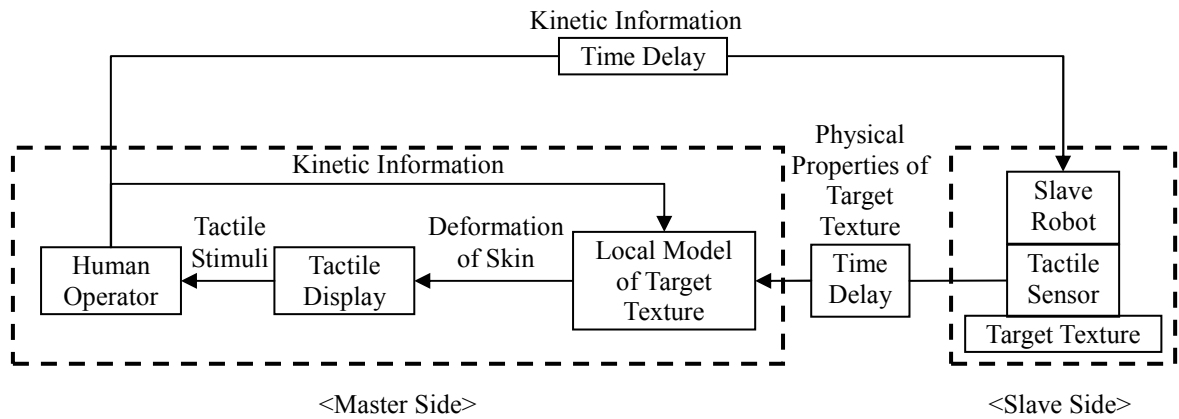 Kinetic Information
Time Delay
Kinetic Information
Physical
Properties of
Target
Texture
Slave
Robot
Tactile
Stimuli
Deformation
of Skin
Human
Operator
Tactile
Display
Local Model
of Target
Texture
Time
Delay
Tactile
Sensor
Target Texture
<Master Side>
<Slave Side>